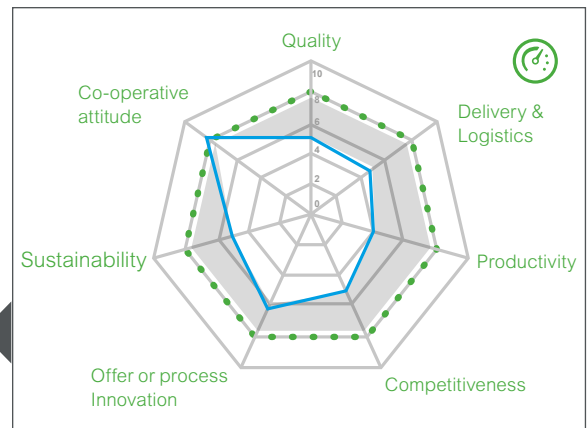 Quality
10
8
6
4
2
0
Co-operative
attitude
Delivery &
Logistics
Sustainability
Productivity
Offer or process
Innovation
Competitiveness